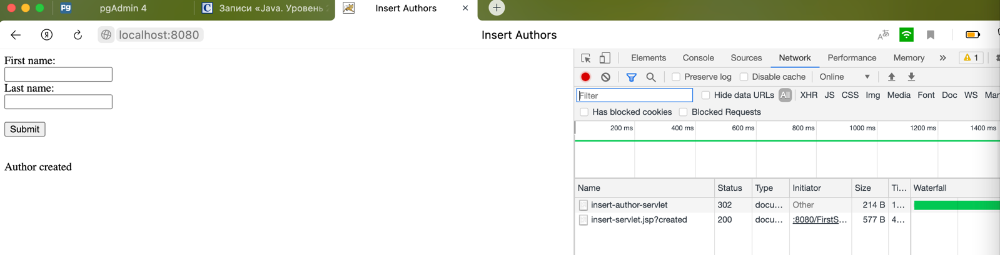 Pg pgAdmin 4 C Записи «Java. Уровень 2 Insert Authors × +
Я localhost:8080 Insert Authors
First name:
Last name:
Submit
Author created
Elements Console Sources Network Performance Memory » 1
Preserve log Disable cache Online ▼
Filter Hide data URLs All XHR JS CSS Img Media Font Doc WS
Has blocked cookies Blocked Requests
200 ms 400 ms 600 ms 800 ms 1000 ms 1200 ms 1400 ms
Name Status Type Initiator Size Ti... Waterfall
insert-author-servlet 302 docu... Other 214 B 1...
insert-servlet.jsp?created 200 docu... :8080/FirstS... 577 B 4...